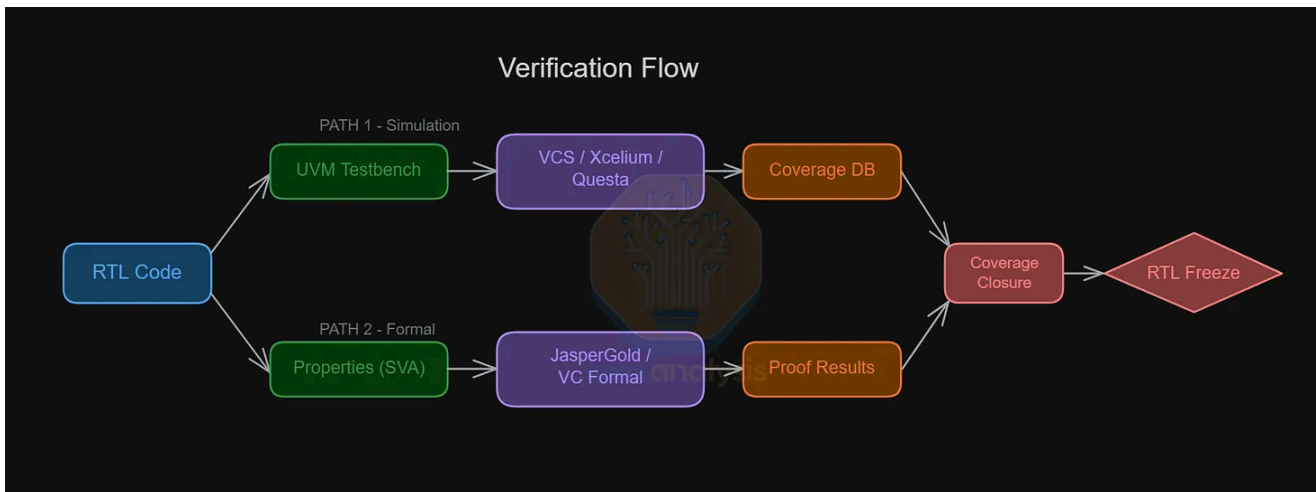 Verification Flow
PATH 1 - Simulation
UVM Testbench
VCS / Xcelium /
Questa
Coverage DB
RTL Code
Coverage
Closure
RTL Freeze
PATH 2 - Formal
Properties (SVA)
JasperGold /
VC Formal
Proof Results
analysis